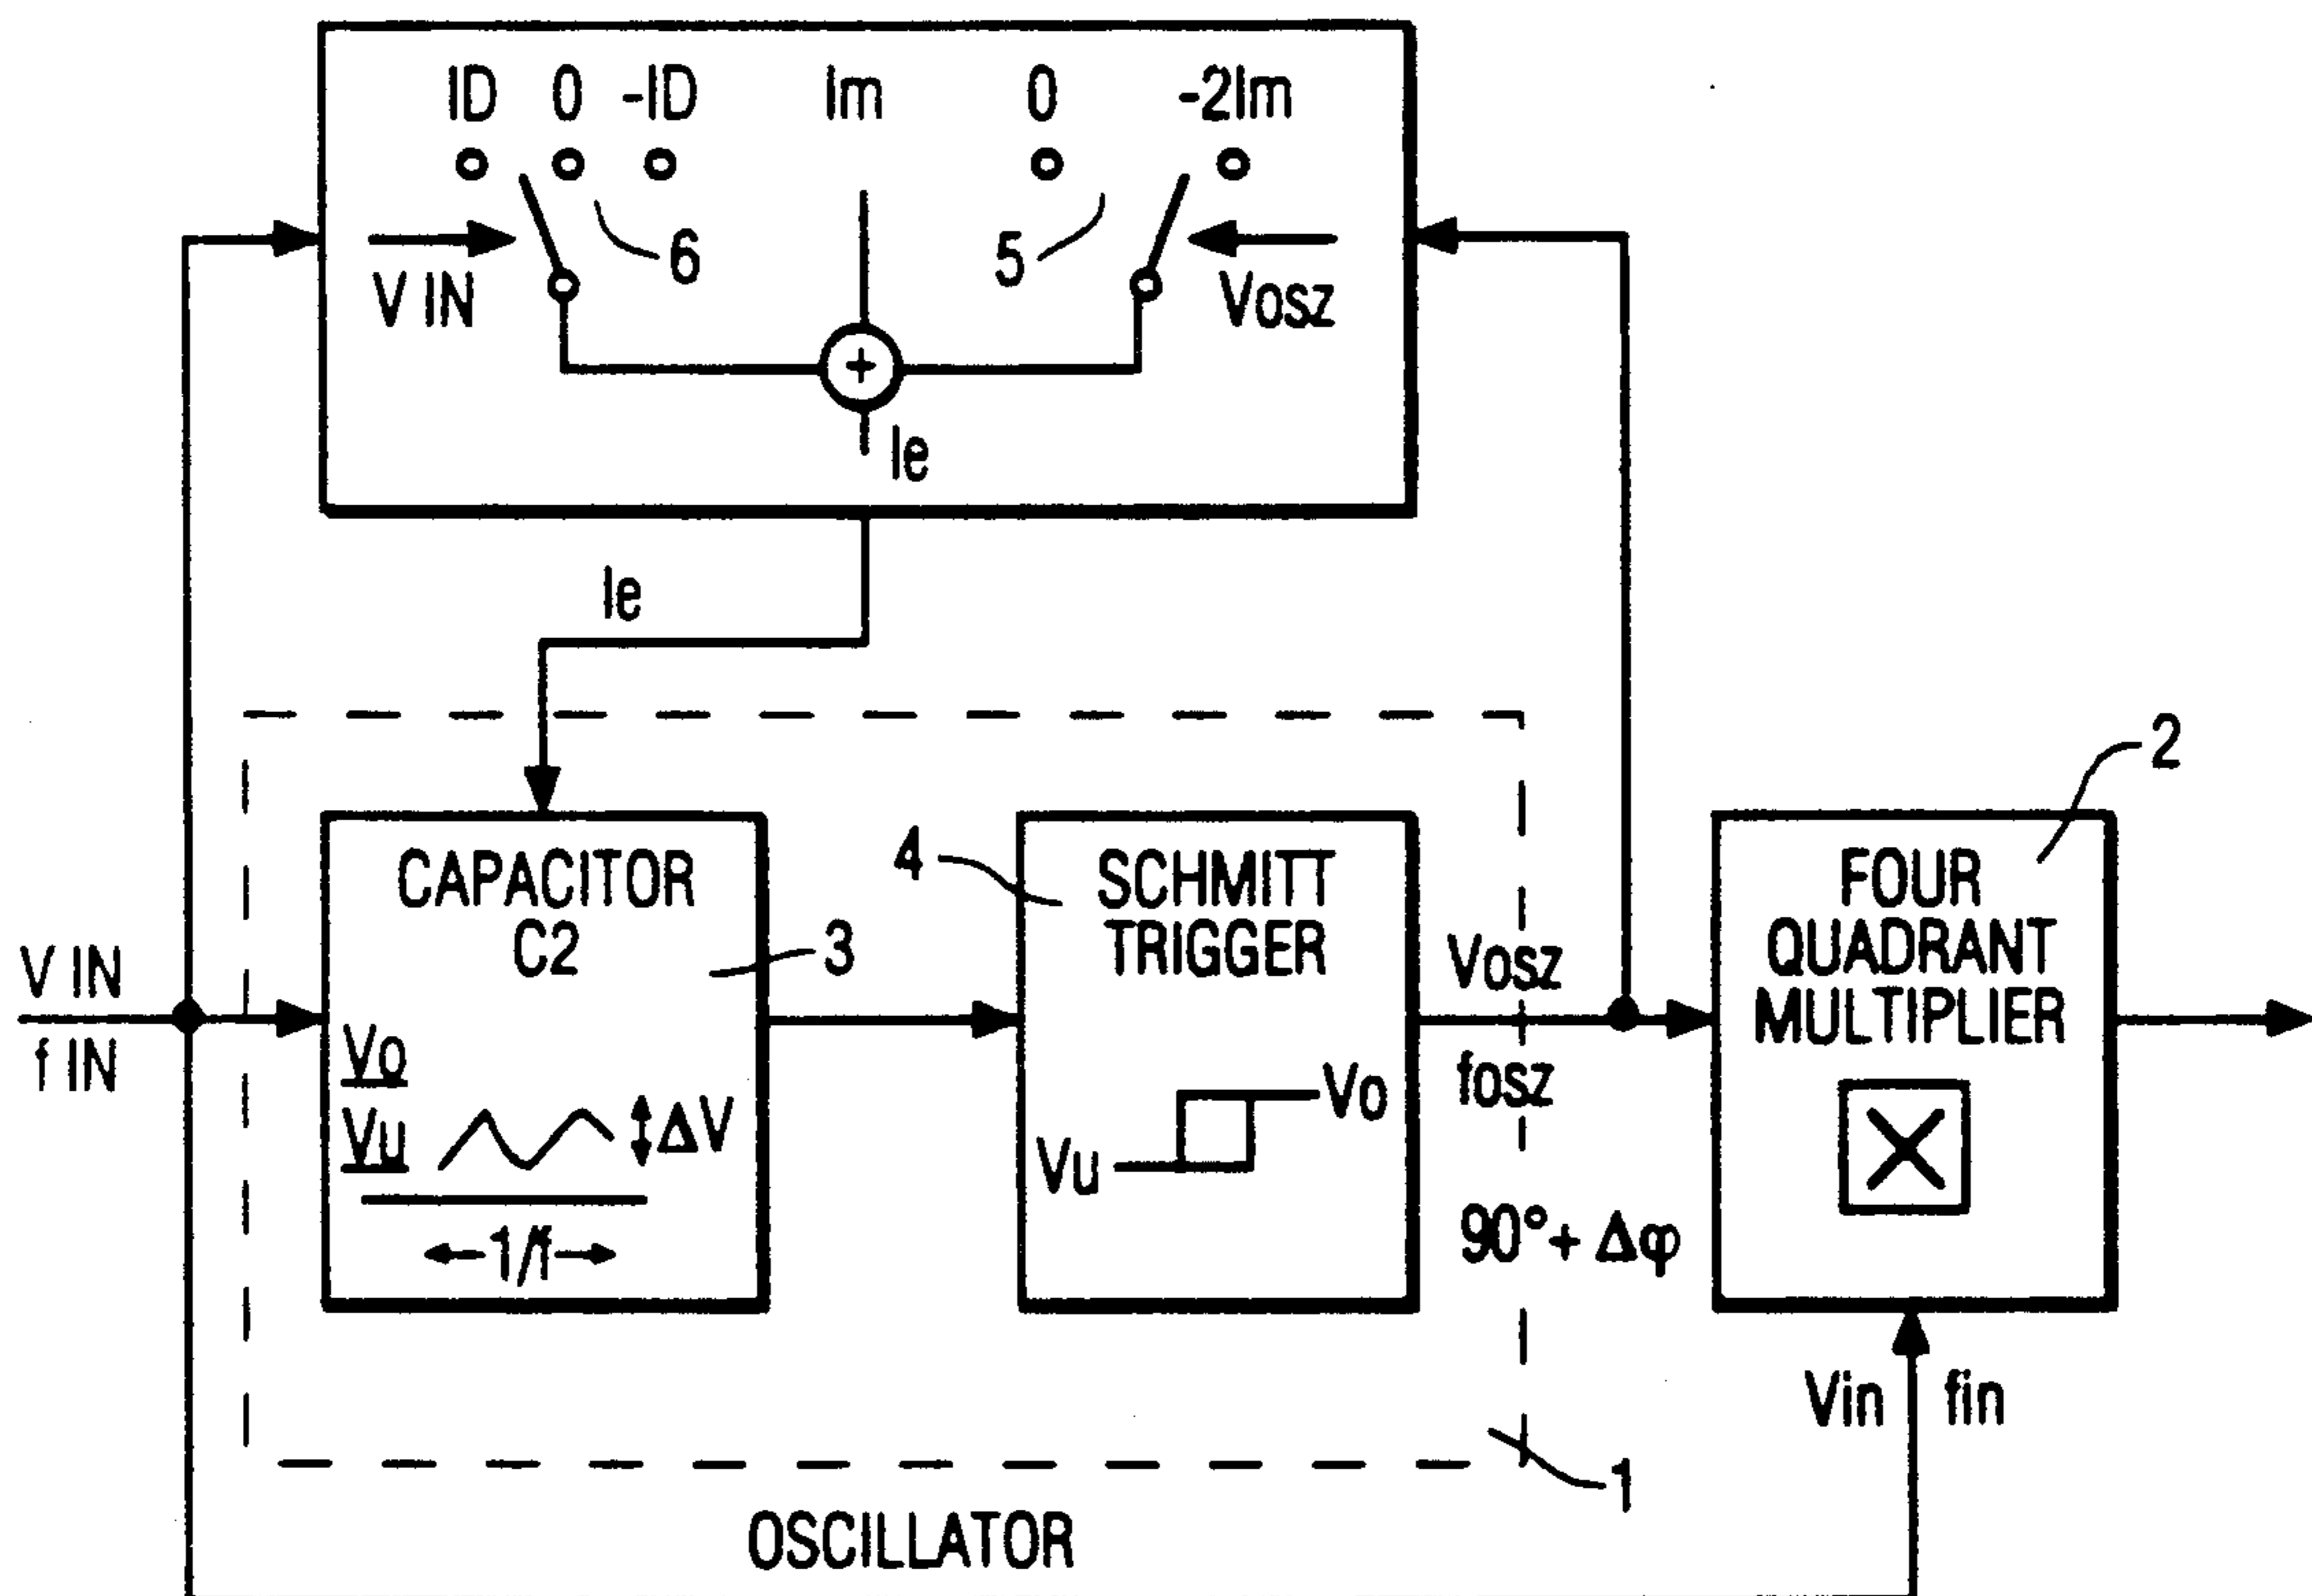 ID 0 -ID Im 0 -2Im
6 5
V IN Vosz
+
Ie
Ie
2
CAPACITOR
C2
3
4
SCHMITT
TRIGGER
FOUR
QUADRANT
MULTIPLIER
V IN
f IN
Vosz
fosz
Vo
Vu
ΔV
1/f
Vo
Vu
90°+ Δφ
X
Vin fin
1
OSCILLATOR